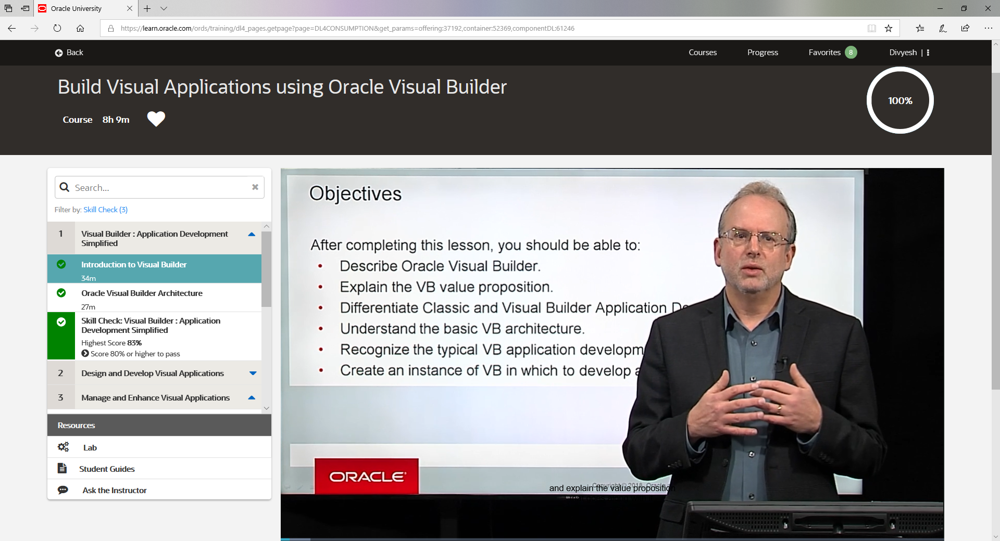 Oracle University
https://learn.oracle.com/ords/training/dl4_pages.getpage?page=DL4CONSUMPTION&get_params=offering:37192,container:52369,componentDL:61246
Back
Courses
Progress
Favorites 8
Divyesh |
Build Visual Applications using Oracle Visual Builder
Course 8h 9m
100%
Search...
Filter by: Skill Check (3)
1 Visual Builder : Application Development
Simplified
Introduction to Visual Builder
34m
Oracle Visual Builder Architecture
27m
Skill Check: Visual Builder : Application
Development Simplified
Highest Score 83%
Score 80% or higher to pass
2 Design and Develop Visual Applications
3 Manage and Enhance Visual Applications
Resources
Lab
Student Guides
Ask the Instructor
Objectives
After completing this lesson, you should be able to:
• Describe Oracle Visual Builder.
• Explain the VB value proposition.
• Differentiate Classic and Visual Builder Application De
• Understand the basic VB architecture.
• Recognize the typical VB application developm
• Create an instance of VB in which to develop a
ORACLE
Copyright © 2018, Oracle
and explain the value proposition